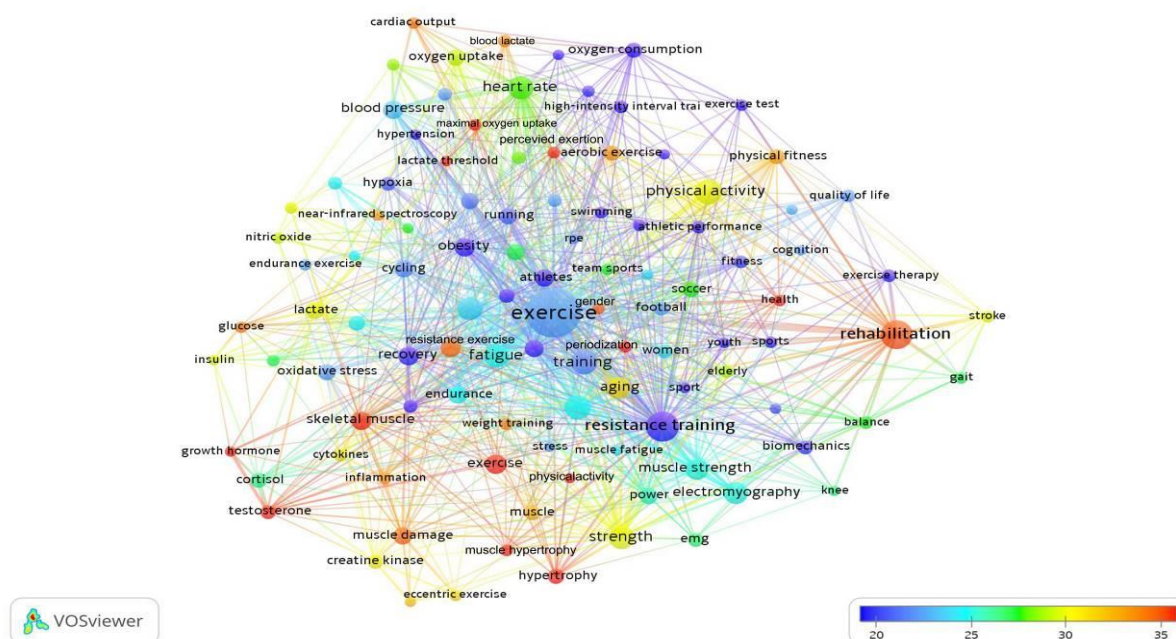 cardiac output
blood lactate
oxygen consumption
oxygen uptake
heart rate
blood pressure
high-intensity interval trai
exercise test
maximal oxygen uptake
hypertension
percevied exertion
lactate threshold
aerobic exercise
physical fitness
hypoxia
physical activity
quality of life
near-infrared spectroscopy
running
swimming
athletic performance
nitric oxide
obesity
rpe
cognition
endurance exercise
cycling
athletes
team sports
fitness
exercise therapy
soccer
lactate
exercise
gender
football
health
stroke
glucose
rehabilitation
resistance exercise
periodization
youth
sports
insulin
recovery
fatigue
training
women
oxidative stress
elderly
gait
endurance
aging
sport
skeletal muscle
weight training
resistance training
balance
growth hormone
cytokines
stress
muscle fatigue
biomechanics
cortisol
inflammation
exercise
physicalactivity
muscle strength
testosterone
muscle
power
electromyography
knee
muscle damage
strength
emg
creatine kinase
muscle hypertrophy
hypertrophy
eccentric exercise
VOSviewer
20 25 30 35